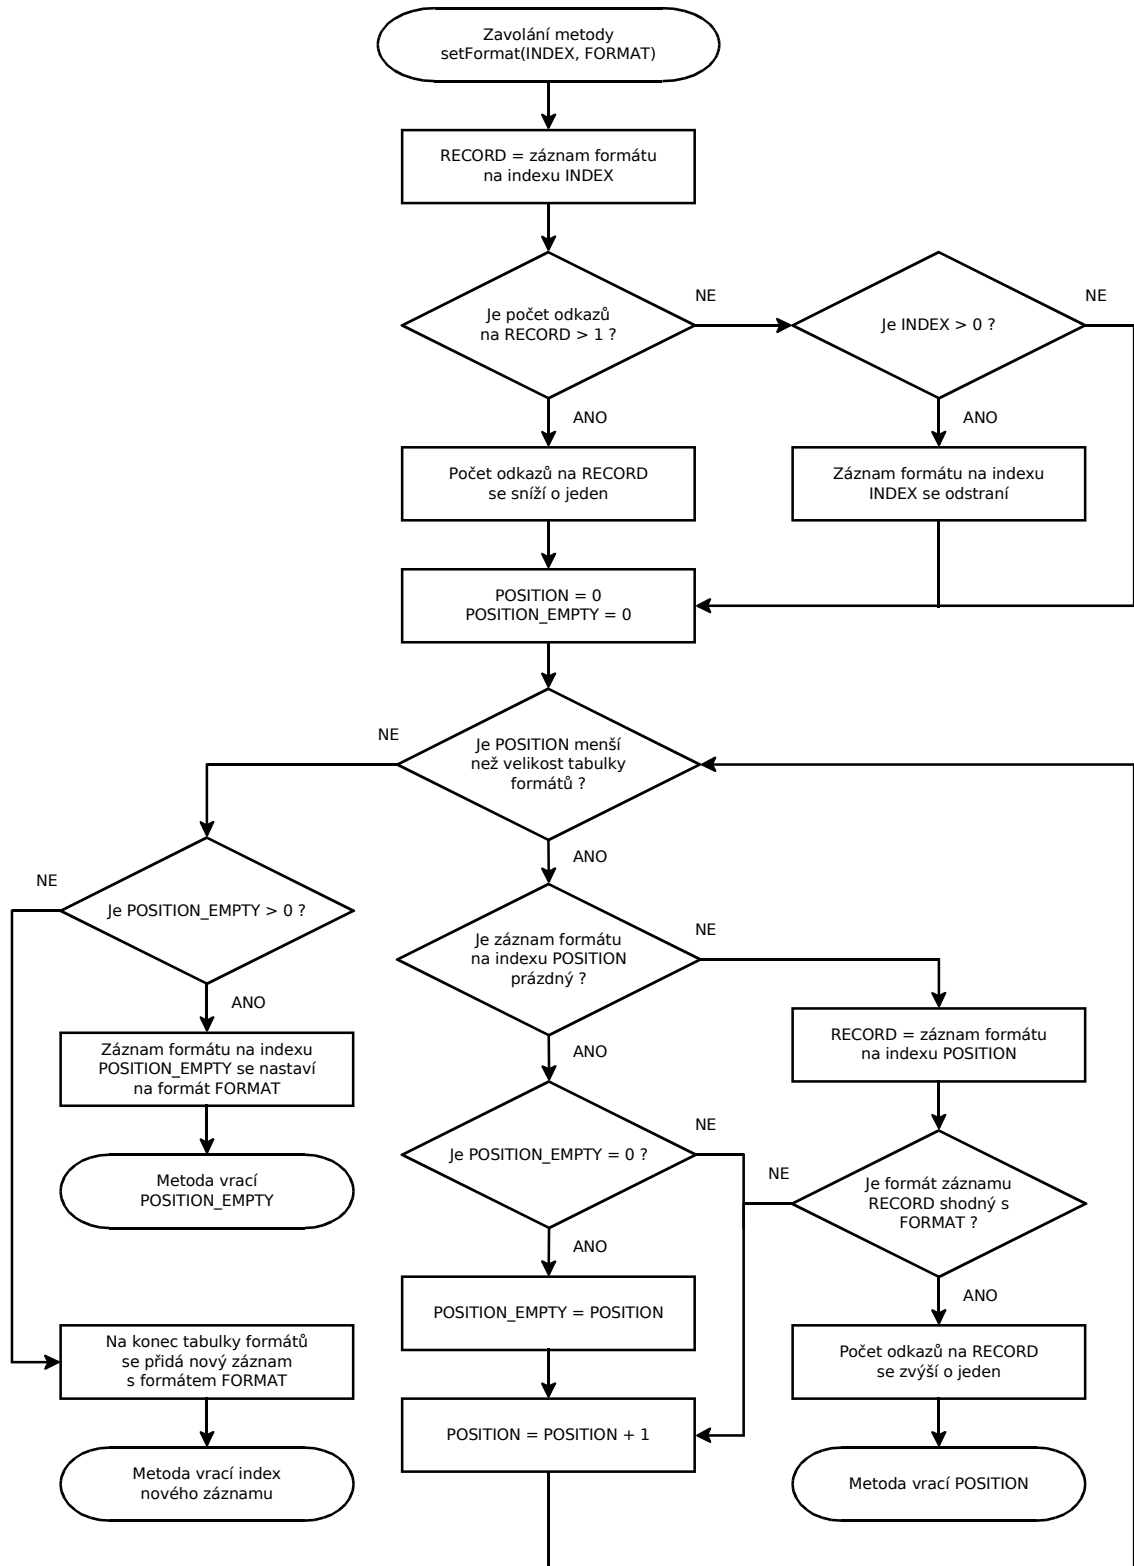 Zavolání metody
setFormat(INDEX, FORMAT)
RECORD = záznam formátu
na indexu INDEX
Je počet odkazů
na RECORD > 1 ?
NE
Je INDEX > 0 ?
NE
ANO
ANO
Počet odkazů na RECORD
se sníží o jeden
Záznam formátu na indexu
INDEX se odstraní
POSITION = 0
POSITION_EMPTY = 0
NE
Je POSITION menší
než velikost tabulky
formátů ?
ANO
NE
Je POSITION_EMPTY > 0 ?
ANO
Je záznam formátu
na indexu POSITION
prázdný ?
NE
ANO
Záznam formátu na indexu
POSITION_EMPTY se nastaví
na formát FORMAT
RECORD = záznam formátu
na indexu POSITION
Metoda vrací
POSITION_EMPTY
Je POSITION_EMPTY = 0 ?
NE
ANO
NE
Je formát záznamu
RECORD shodný s
FORMAT ?
ANO
POSITION_EMPTY = POSITION
Na konec tabulky formátů
se přidá nový záznam
s formátem FORMAT
Počet odkazů na RECORD
se zvýší o jeden
POSITION = POSITION + 1
Metoda vrací index
nového záznamu
Metoda vrací POSITION